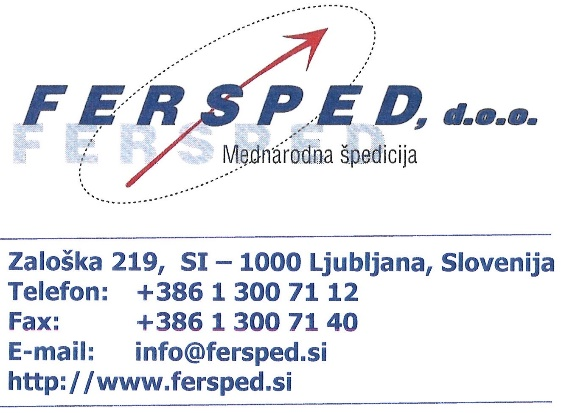 FERSPED, d.o.o.
FERSPED
Mednarodna špedicija
Zaloška 219, SI – 1000 Ljubljana, Slovenija
Telefon: +386 1 300 71 12
Fax: +386 1 300 71 40
E-mail: info@fersped.si
http://www.fersped.si